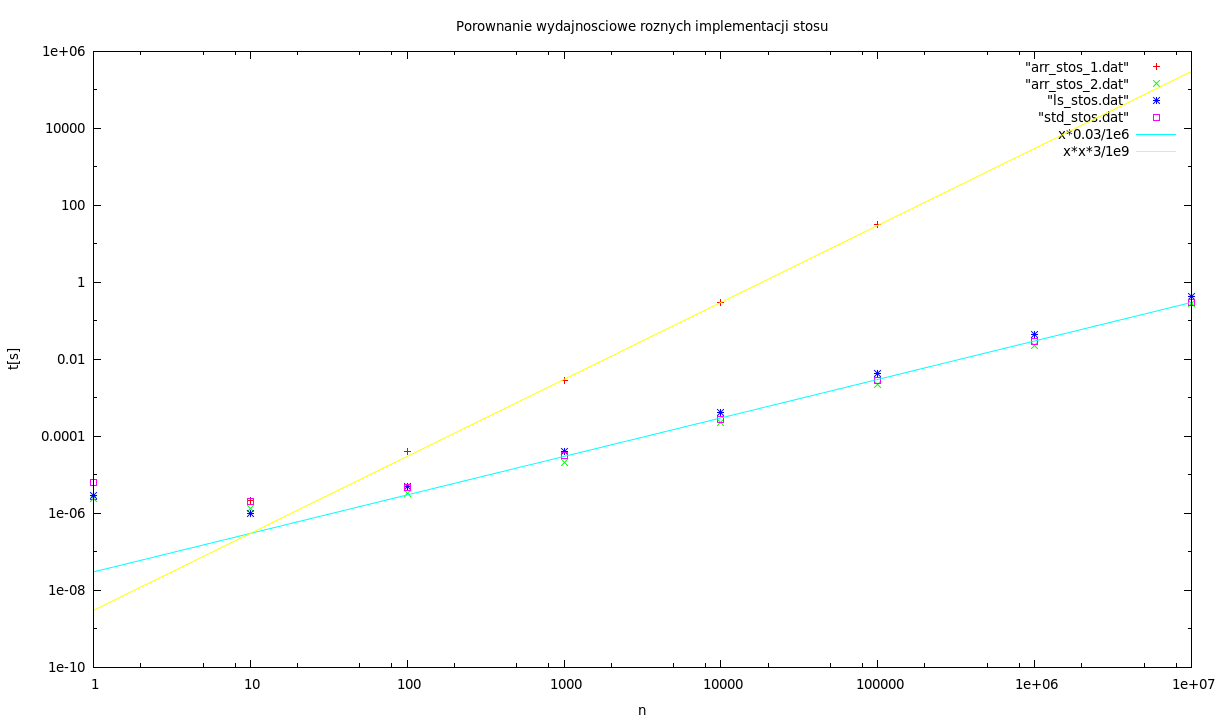 Porownanie wydajnosciowe roznych implementacji stosu
1e+06
10000
100
1
0.01
0.0001
1e-06
1e-08
1e-10
t[s]
"arr_stos_1.dat"
"arr_stos_2.dat"
"ls_stos.dat"
"std_stos.dat"
x*0.03/1e6
x*x*3/1e9
1 10 100 1000 10000 100000 1e+06 1e+07
n